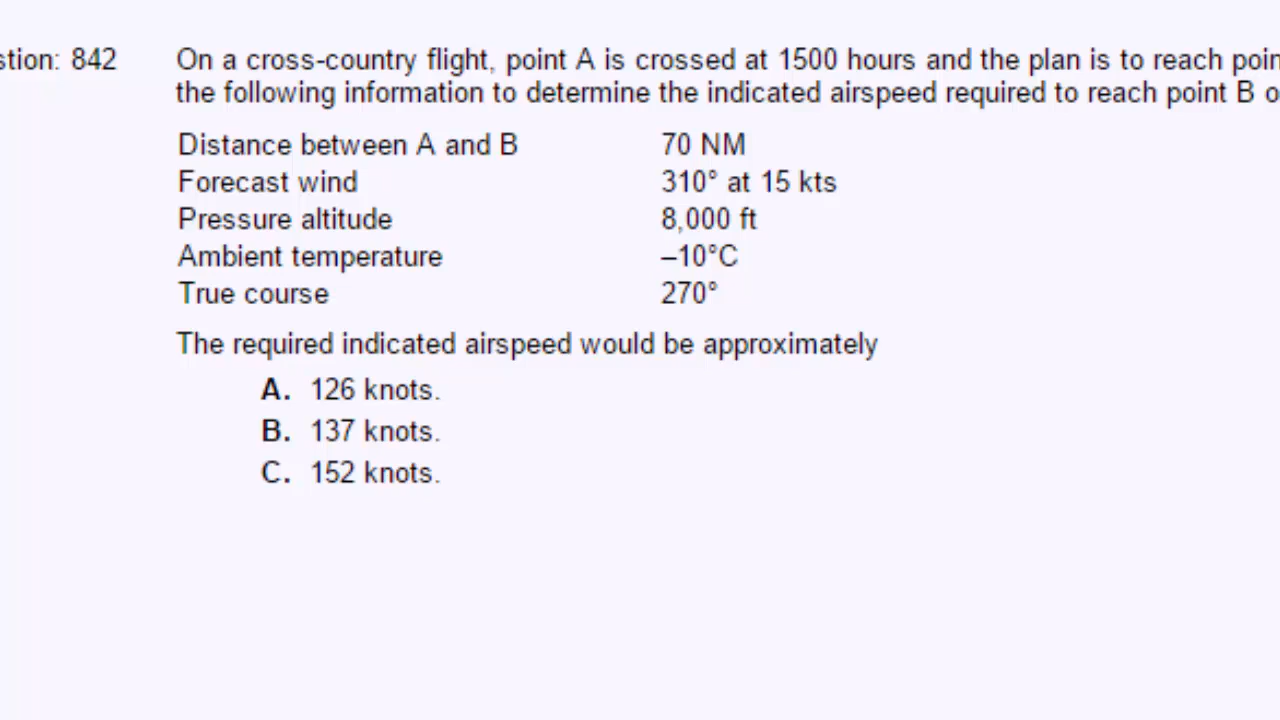 stion: 842
On a cross-country flight, point A is crossed at 1500 hours and the plan is to reach
the following information to determine the indicated airspeed required to reach point B
Distance between A and B 70 NM
Forecast wind 310° at 15 kts
Pressure altitude 8,000 ft
Ambient temperature –10°C
True course 270°
The required indicated airspeed would be approximately
A. 126 knots.
B. 137 knots.
C. 152 knots.